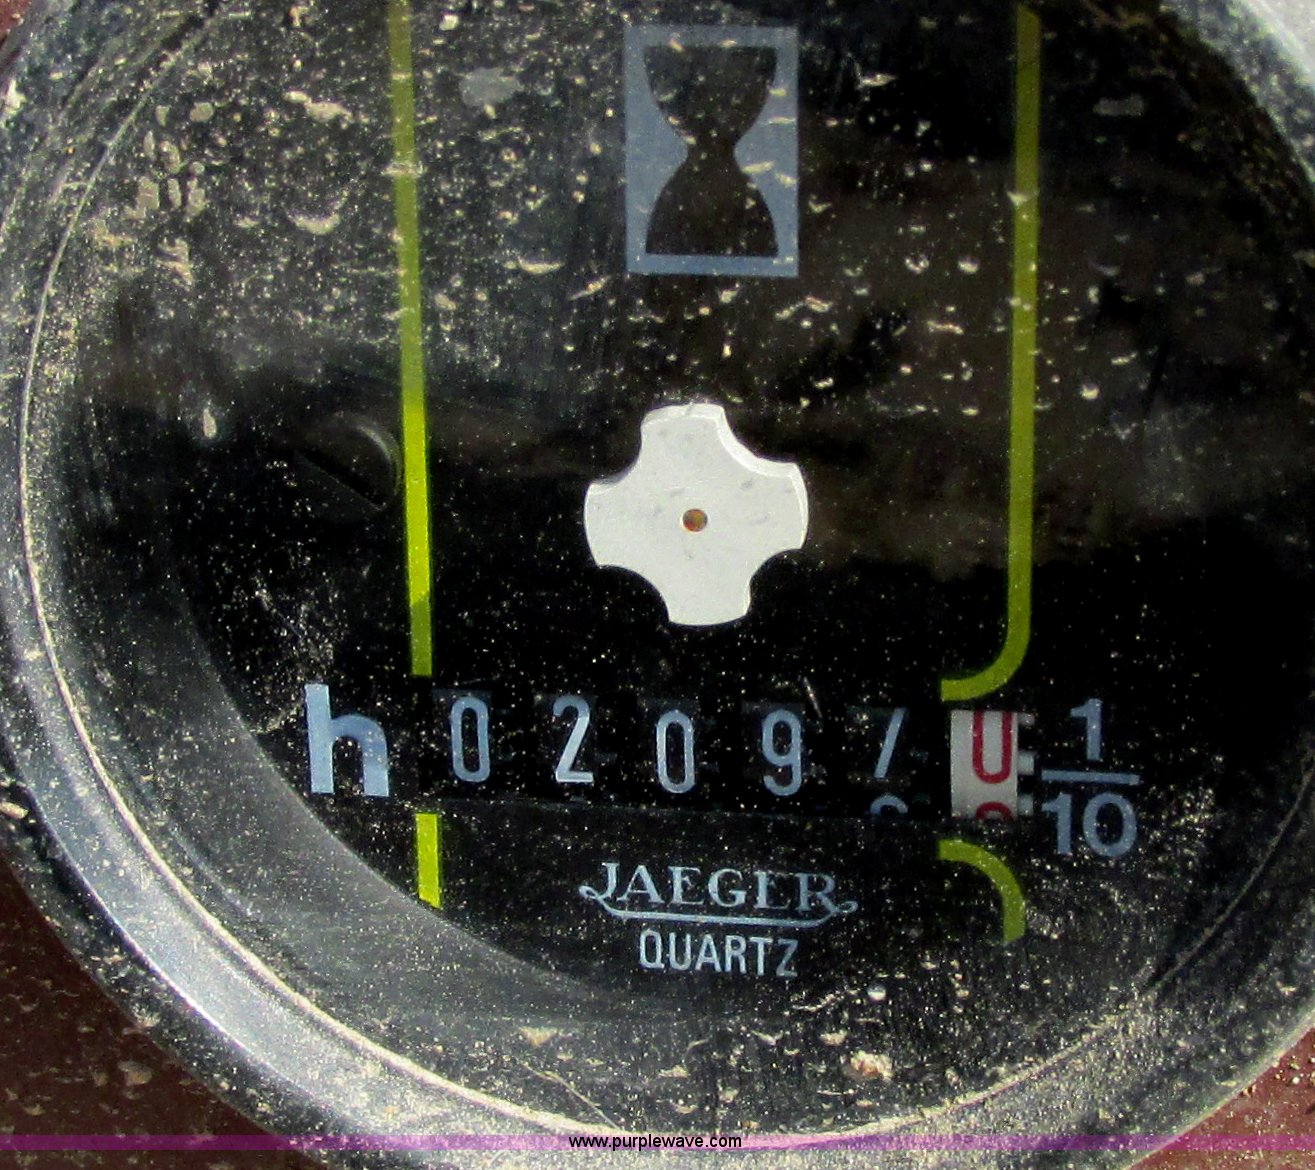 h 0209 1/10
JAEGER
QUARTZ
www.purplewave.com